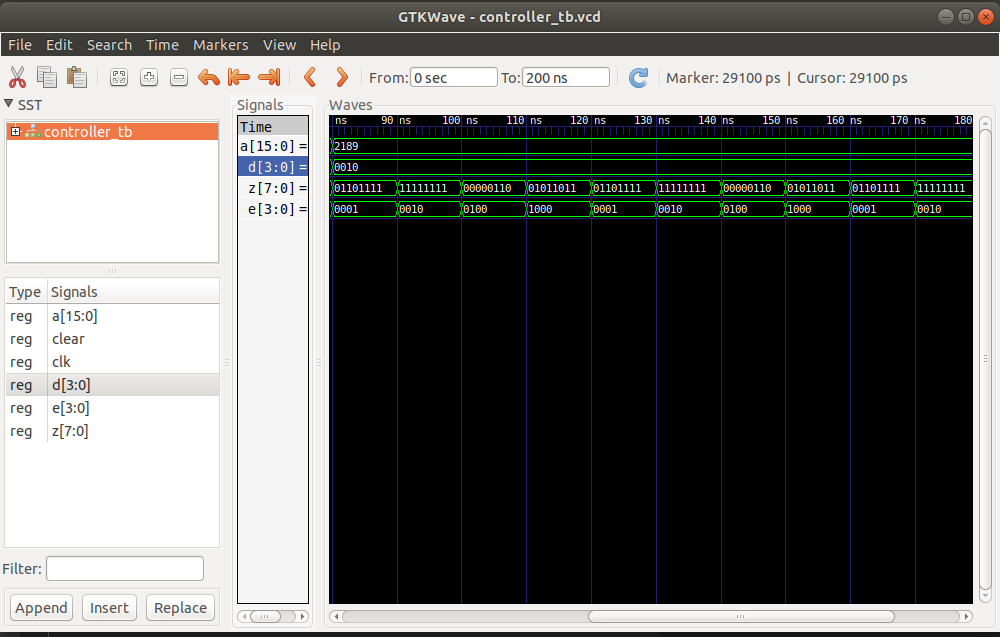 GTKWave - controller_tb.vcd
File Edit Search Time Markers View Help
From: 0 sec To: 200 ns Marker: 29100 ps | Cursor: 29100 ps
SST
controller_tb
Type Signals
reg a[15:0]
reg clear
reg clk
reg d[3:0]
reg e[3:0]
reg z[7:0]
Filter:
Append Insert Replace
Signals
Time
a[15:0] =
d[3:0] =
z[7:0] =
e[3:0] =
Waves
ns 90 ns 100 ns 110 ns 120 ns 130 ns 140 ns 150 ns 160 ns 170 ns 180
2189
0010
01101111 11111111 00000110 01011011 01101111 11111111 00000110 01011011 01101111 11111111
0001 0010 0100 1000 0001 0010 0100 1000 0001 0010